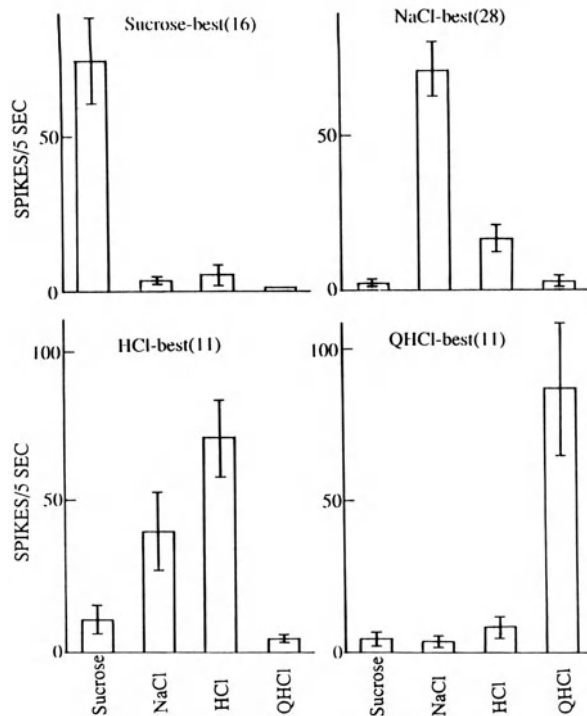 Sucrose-best(16)
NaCl-best(28)
SPIKES/5 SEC
50
0
50
0
HCl-best(11)
QHCl-best(11)
SPIKES/5 SEC
100
50
0
100
50
0
Sucrose
NaCl
HCl
QHCl
Sucrose
NaCl
HCl
QHCl